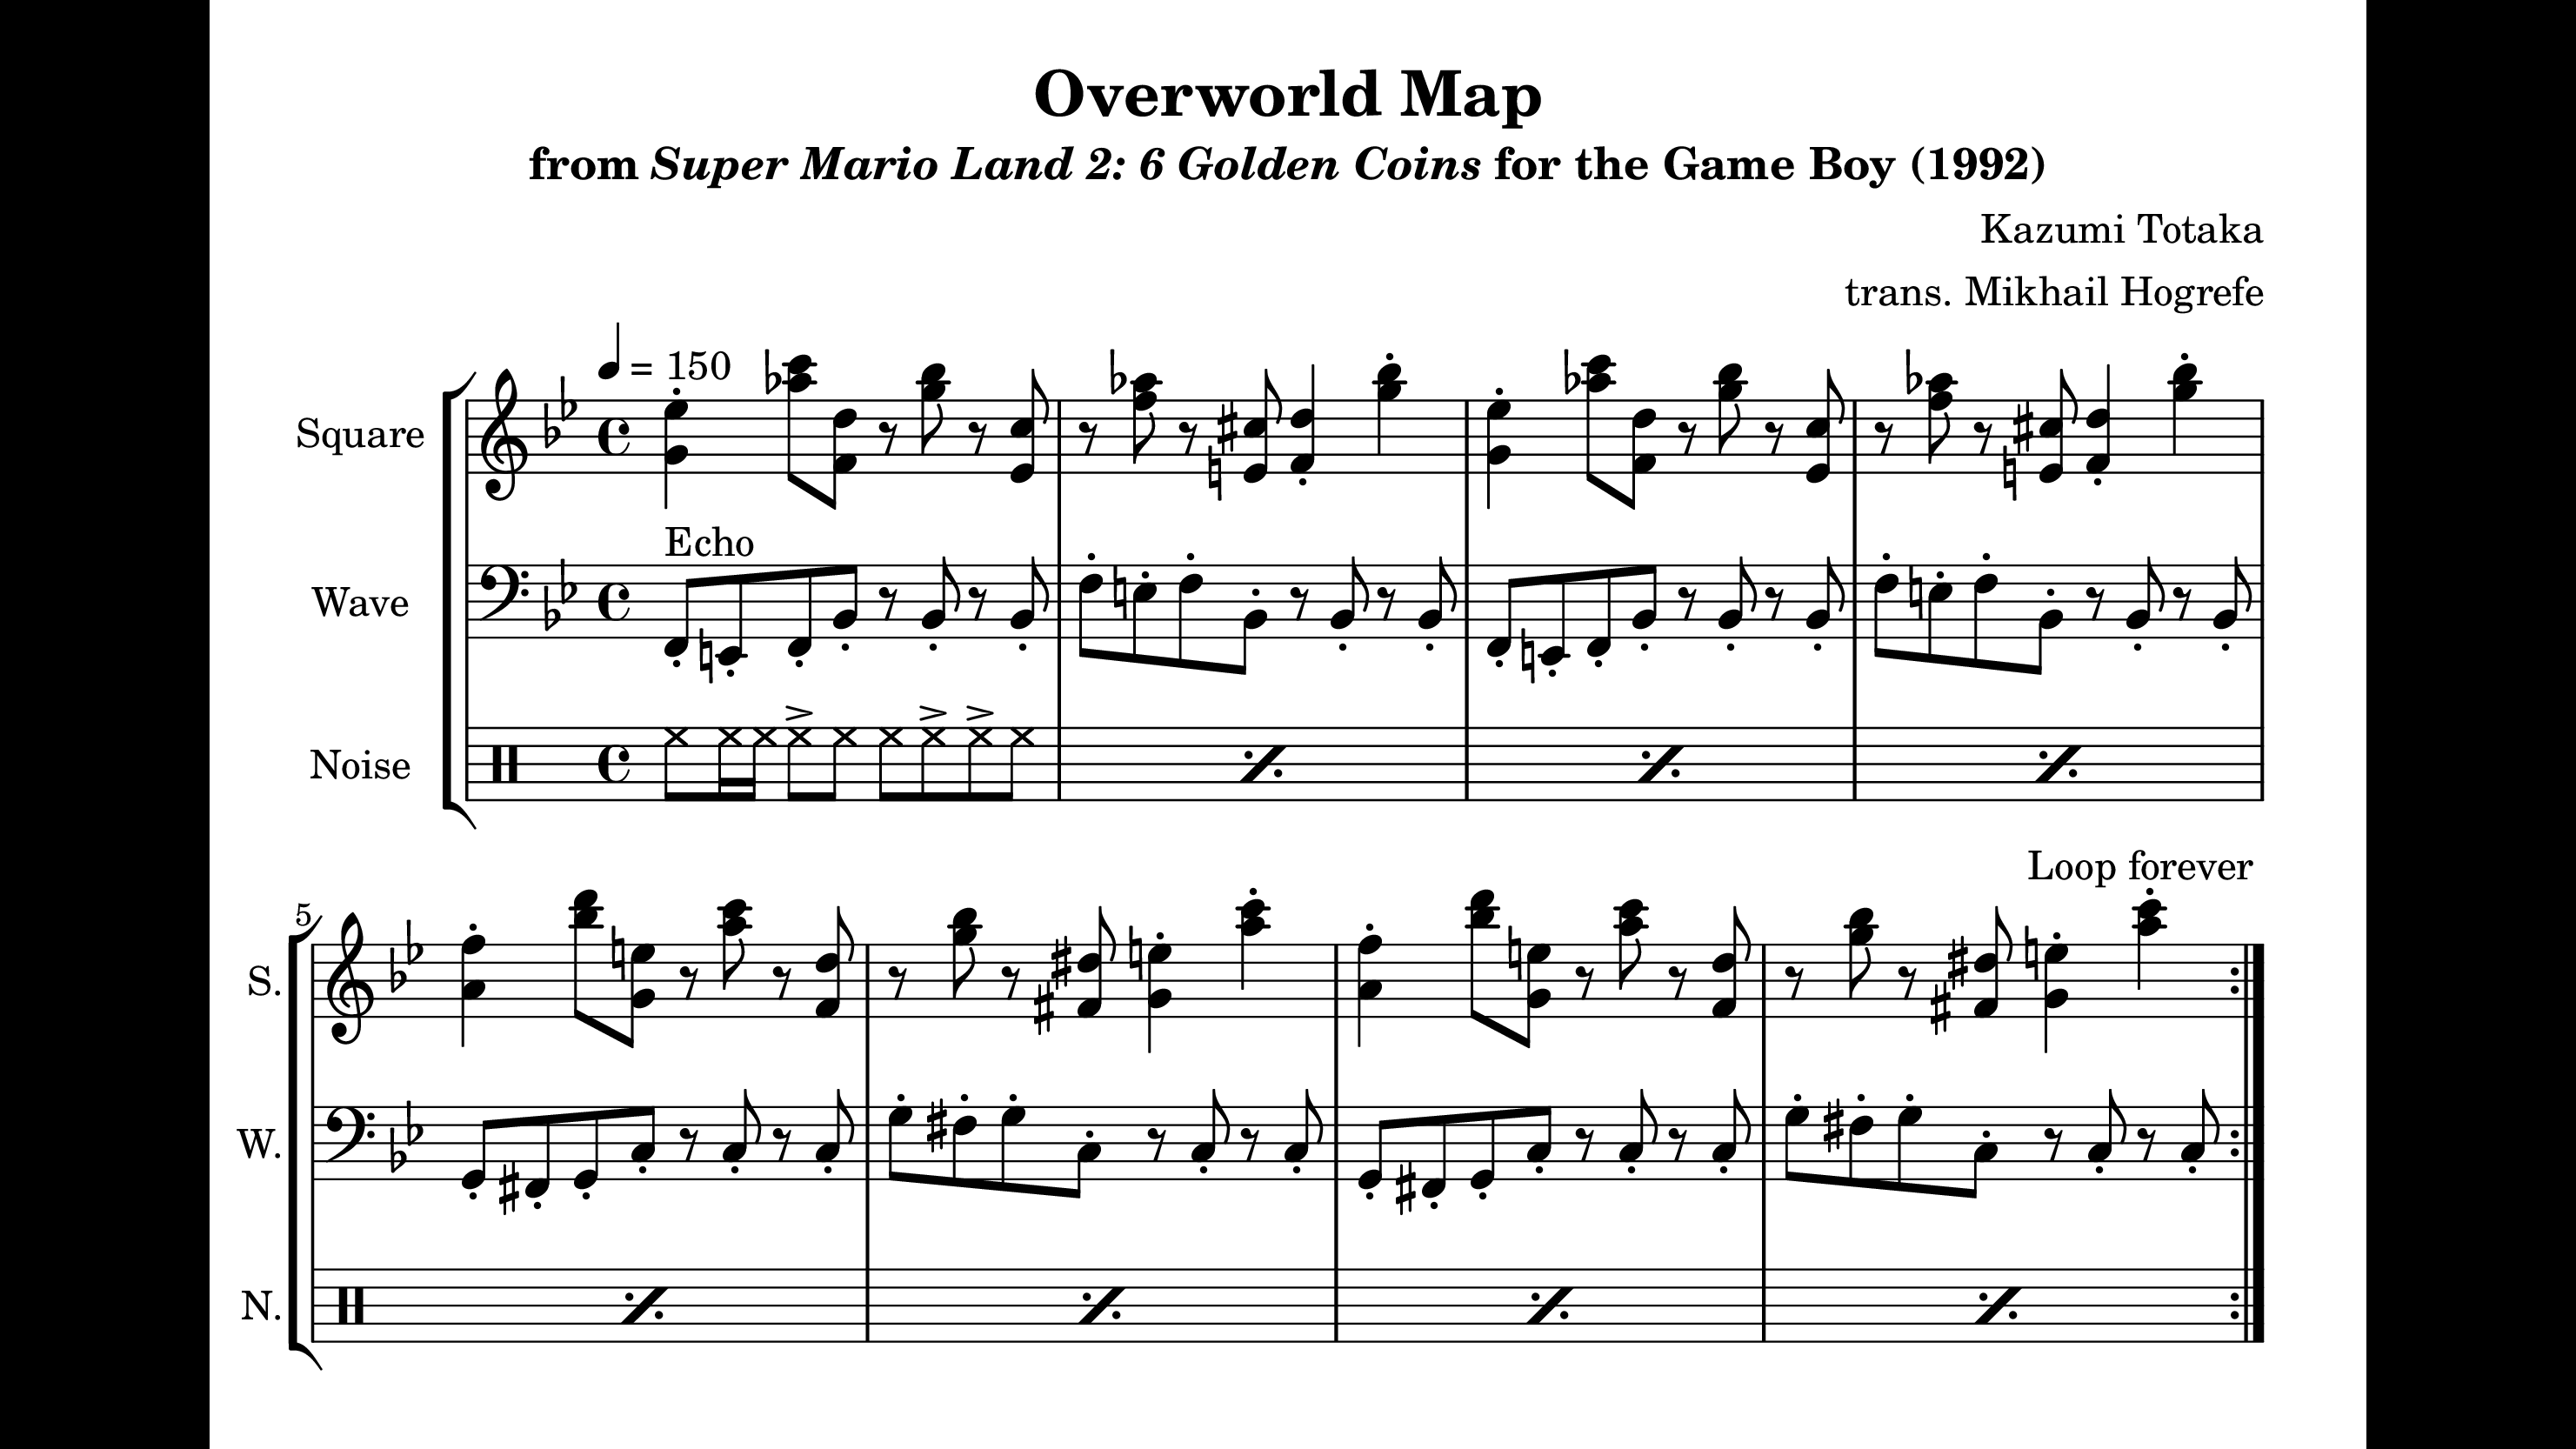 Overworld Map
from Super Mario Land 2: 6 Golden Coins for the Game Boy (1992)
Kazumi Totaka
trans. Mikhail Hogrefe
= 150
Square
Echo
Wave
Noise
Loop forever
5
S.
W.
N.